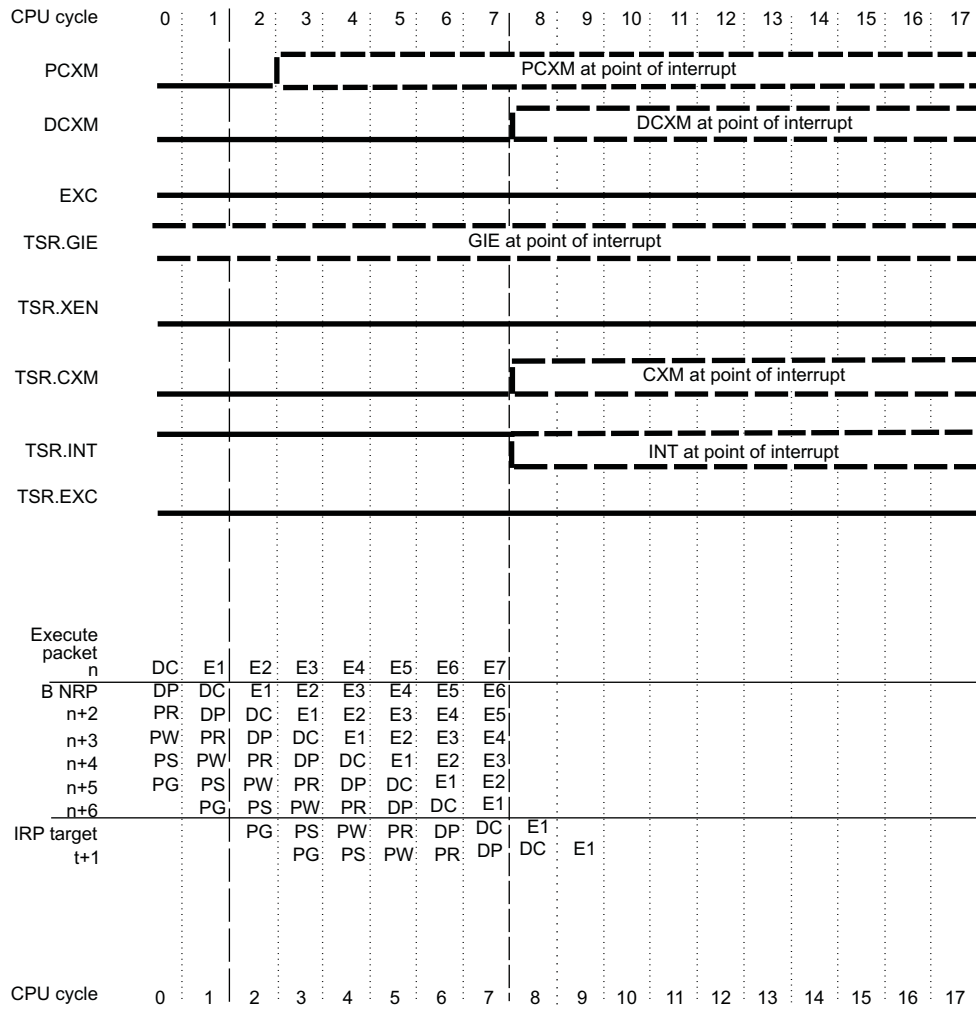 CPU cycle 0 1 2 3 4 5 6 7 8 9 10 11 12 13 14 15 16 17
PCXM PCXM at point of interrupt
DCXM DCXM at point of interrupt
EXC
TSR.GIE GIE at point of interrupt
TSR.XEN
TSR.CXM CXM at point of interrupt
TSR.INT INT at point of interrupt
TSR.EXC
Execute
packet
n DC E1 E2 E3 E4 E5 E6 E7
B NRP DP DC E1 E2 E3 E4 E5 E6
n+2 PR DP DC E1 E2 E3 E4 E5
n+3 PW PR DP DC E1 E2 E3 E4
n+4 PS PW PR DP DC E1 E2 E3
n+5 PG PS PW PR DP DC E1 E2
n+6 PG PS PW PR DP DC E1
IRP target PG PS PW PR DP DC E1
t+1 PG PS PW PR DP DC E1
CPU cycle 0 1 2 3 4 5 6 7 8 9 10 11 12 13 14 15 16 17